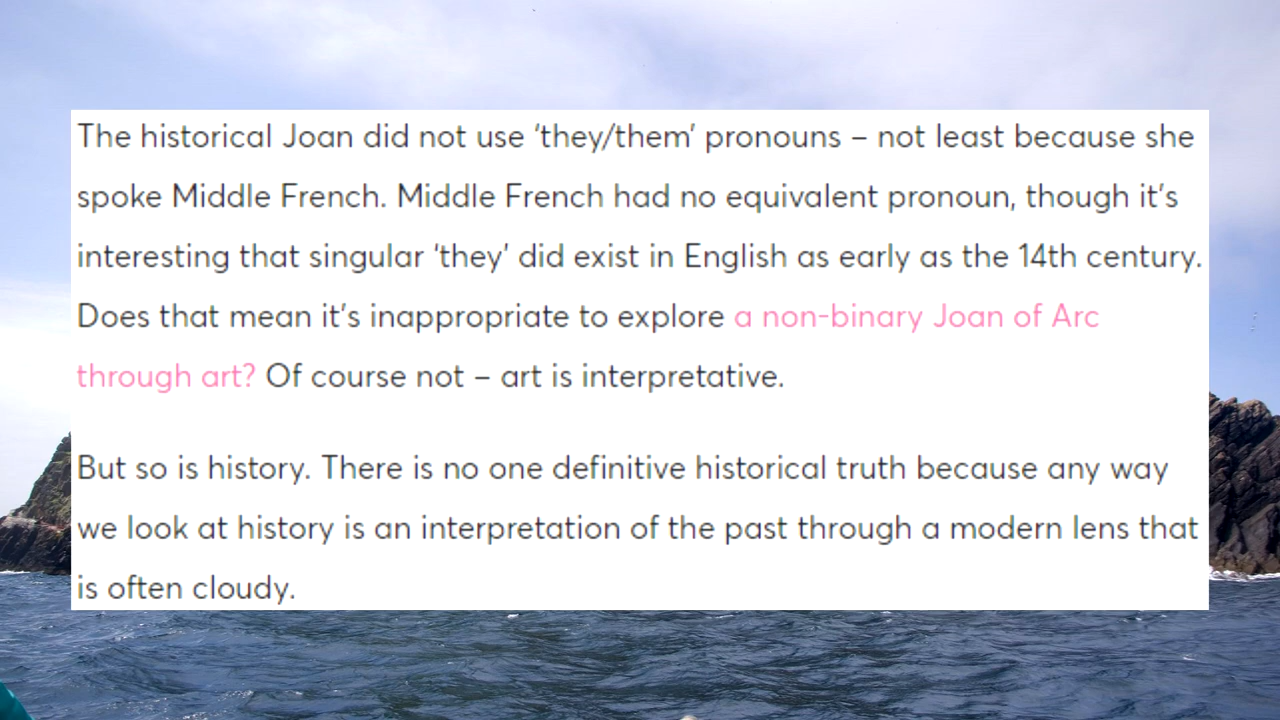 The historical Joan did not use ‘they/them’ pronouns – not least because she
spoke Middle French. Middle French had no equivalent pronoun, though it’s
interesting that singular ‘they’ did exist in English as early as the 14th century.
Does that mean it’s inappropriate to explore a non-binary Joan of Arc
through art? Of course not – art is interpretative.
But so is history. There is no one definitive historical truth because any way
we look at history is an interpretation of the past through a modern lens that
is often cloudy.